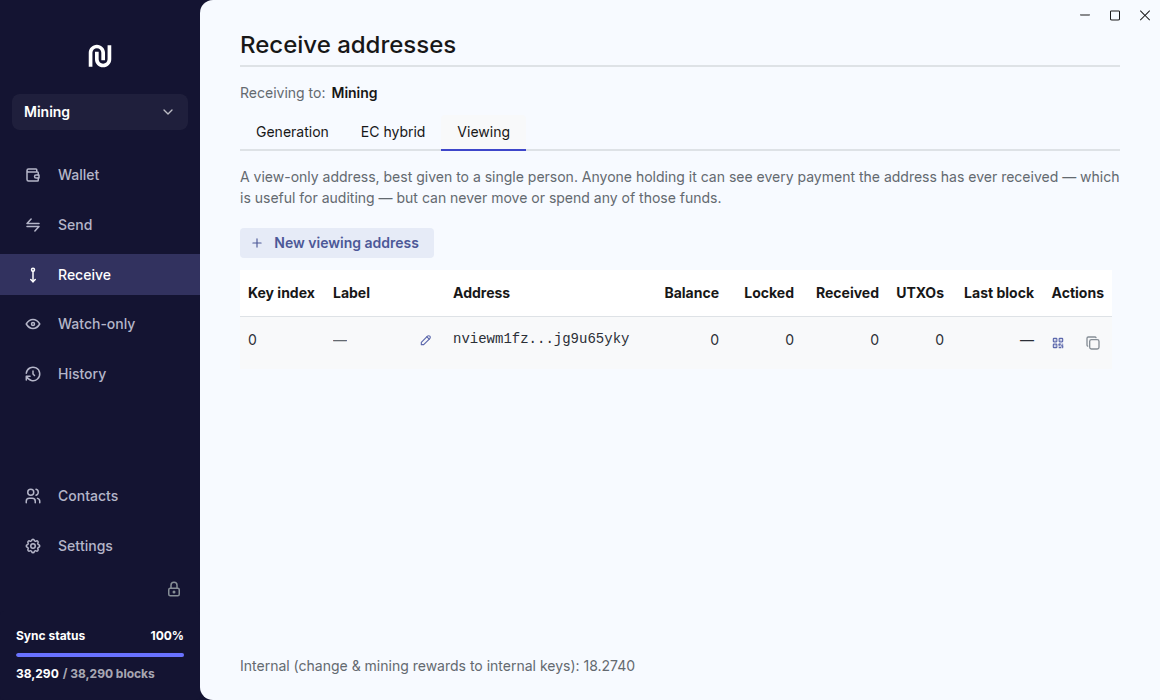 Receive addresses
Mining
Receiving to: Mining
Generation
EC hybrid
Viewing
Wallet
Send
Receive
Watch-only
History
A view-only address, best given to a single person. Anyone holding it can see every payment the address has ever received — which
is useful for auditing — but can never move or spend any of those funds.
+ New viewing address
Key index Label Address Balance Locked Received UTXOs Last block Actions
0 — nviewm1fz...jg9u65yky 0 0 0 0 —
Contacts
Settings
Sync status 100%
38,290 / 38,290 blocks
Internal (change & mining rewards to internal keys): 18.2740